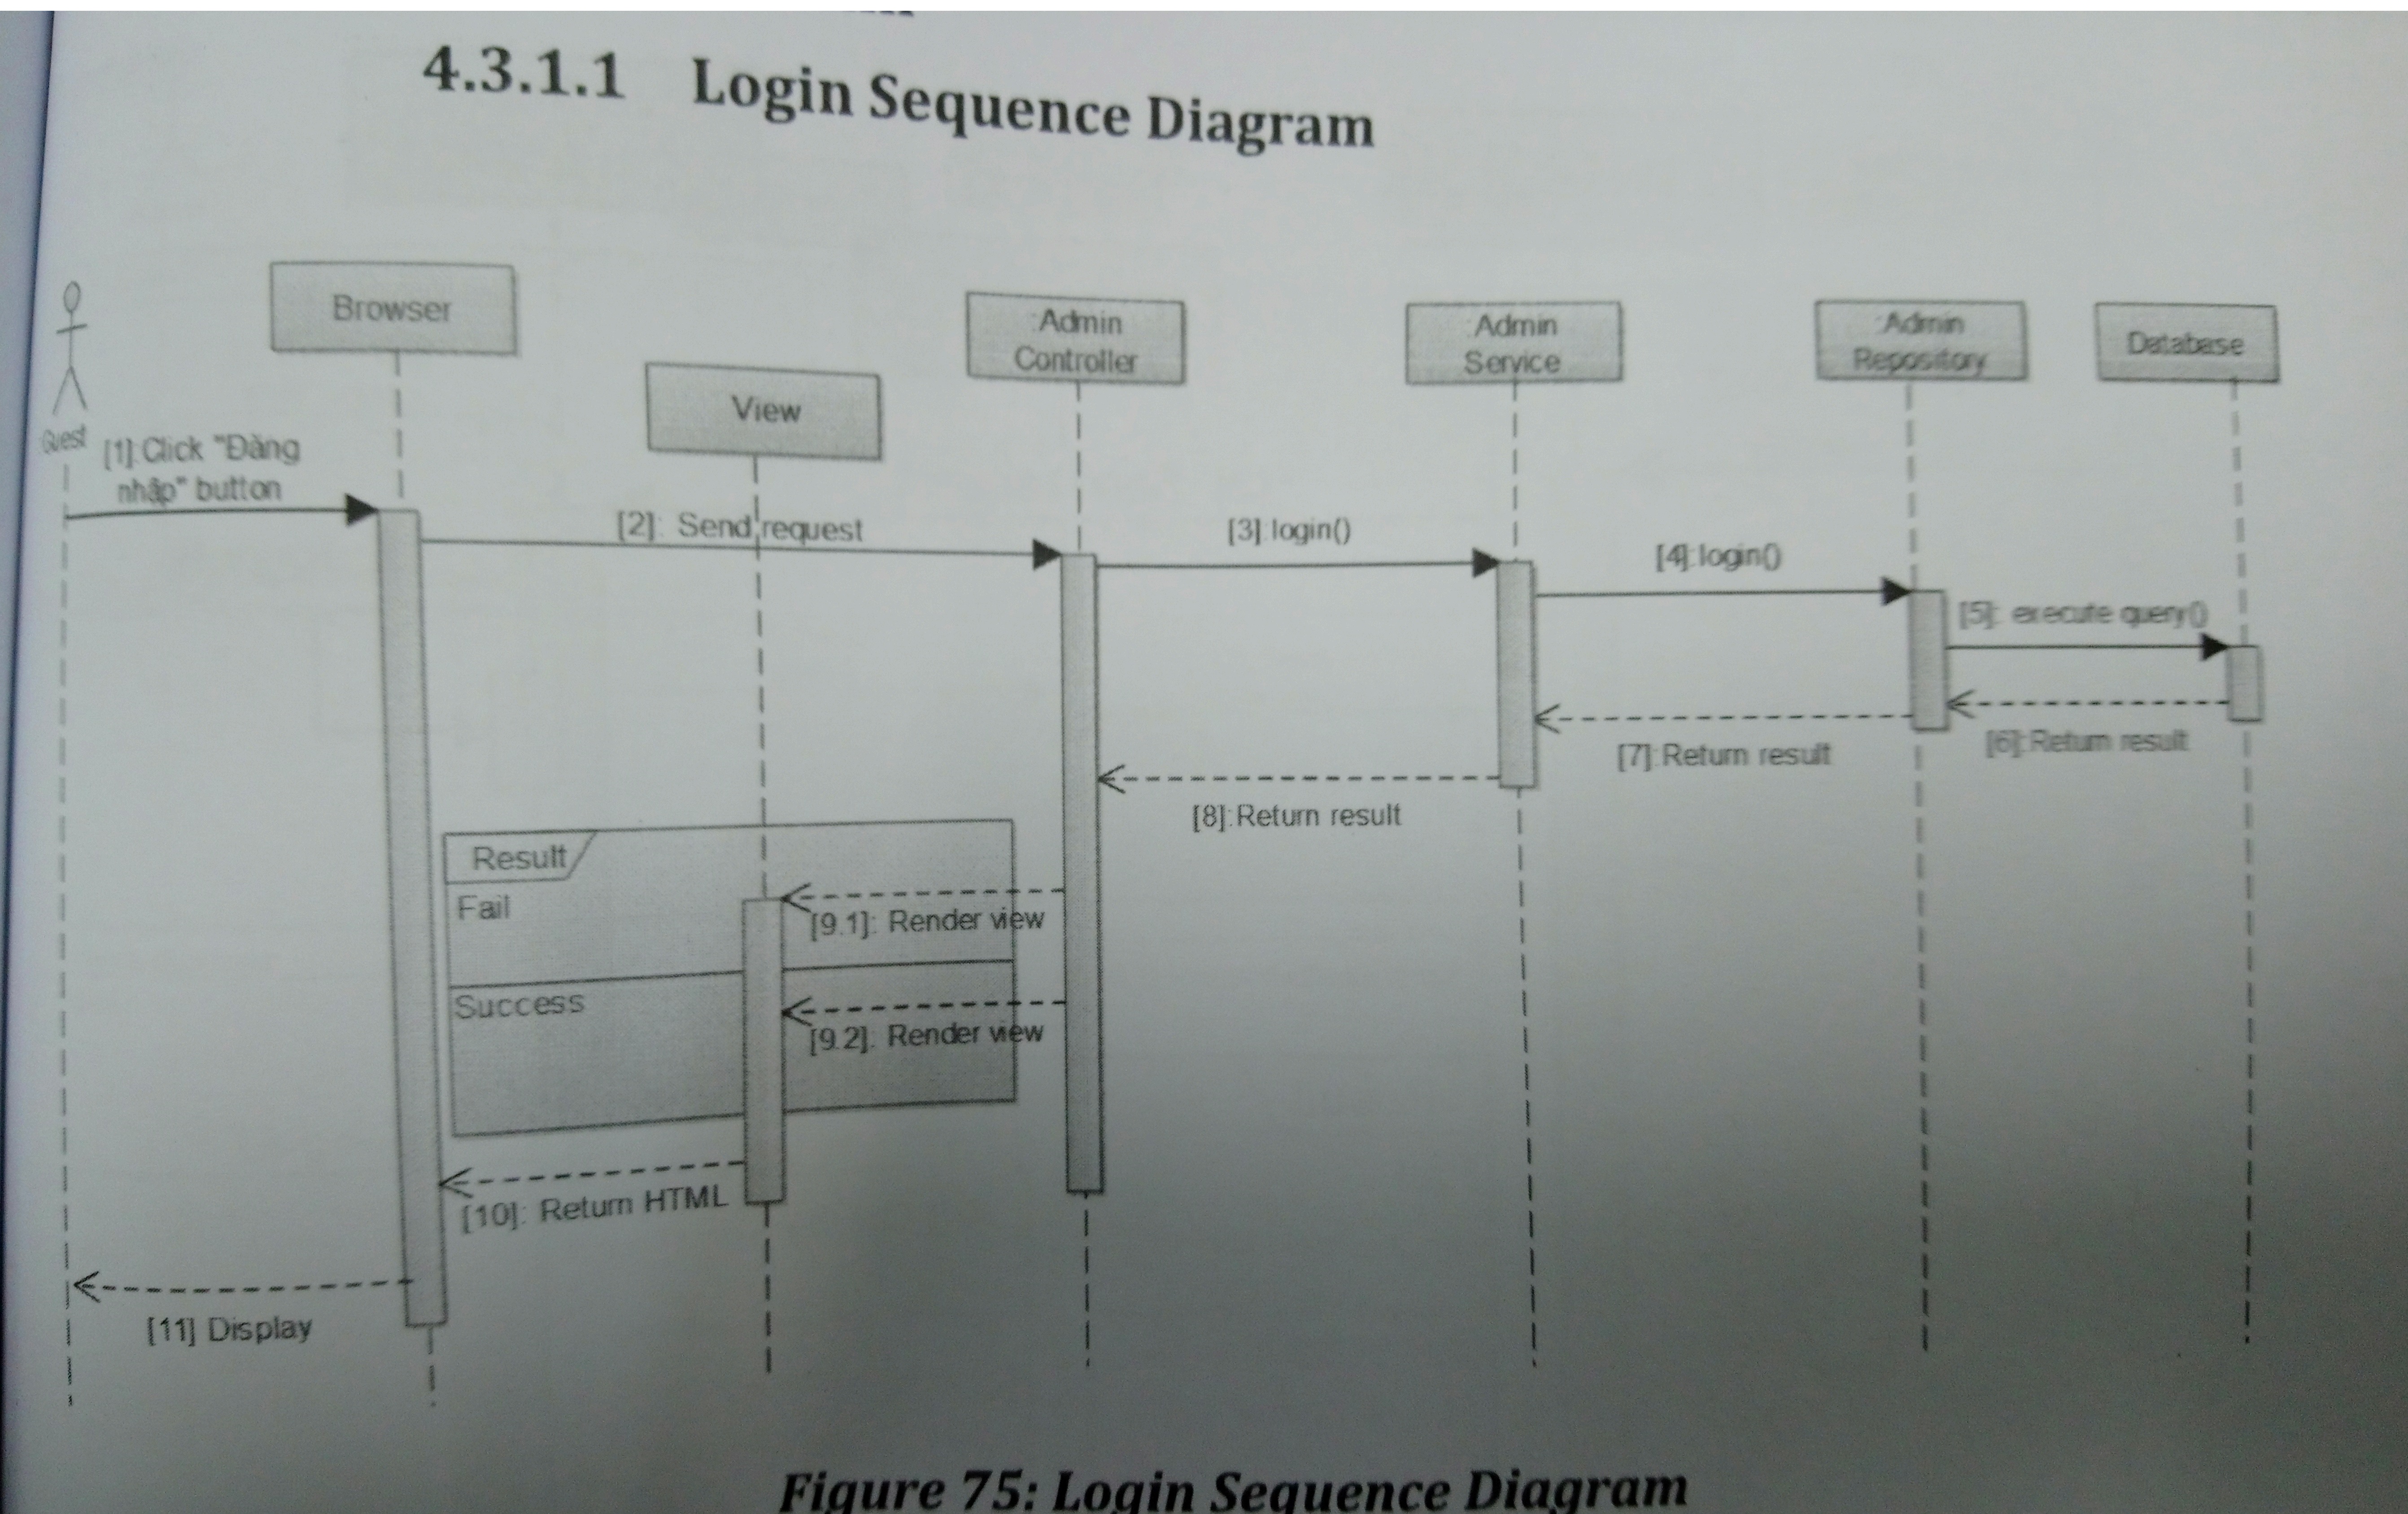 4.3.1.1 Login Sequence Diagram
Browser
:Admin
Controller
:Admin
Service
:Admin
Repository
Database
View
Guest
[1]:Click "Đăng
nhập" button
[2]: Send request
[3]:login()
[4]:login()
[5]: execute query()
[6]:Return result
[7]:Return result
[8]:Return result
Result
Fail
[9.1]: Render view
Success
[9.2]: Render view
[10]: Return HTML
[11] Display
Figure 75: Login Sequence Diagram